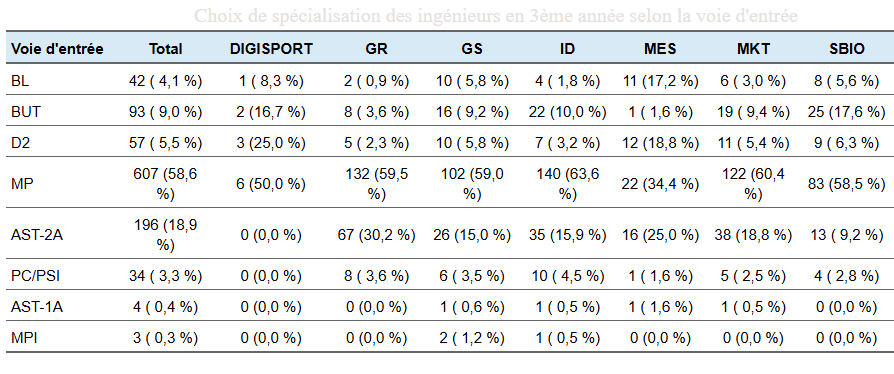 Choix de spécialisation des ingénieurs en 3ème année selon la voie d'entrée
Voie d'entrée Total DIGISPORT GR GS ID MES MKT SBIO
BL 42 ( 4,1 %) 1 ( 8,3 %) 2 ( 0,9 %) 10 ( 5,8 %) 4 ( 1,8 %) 11 (17,2 %) 6 ( 3,0 %) 8 ( 5,6 %)
BUT 93 ( 9,0 %) 2 (16,7 %) 8 ( 3,6 %) 16 ( 9,2 %) 22 (10,0 %) 1 ( 1,6 %) 19 ( 9,4 %) 25 (17,6 %)
D2 57 ( 5,5 %) 3 (25,0 %) 5 ( 2,3 %) 10 ( 5,8 %) 7 ( 3,2 %) 12 (18,8 %) 11 ( 5,4 %) 9 ( 6,3 %)
MP 607 (58,6 %) 6 (50,0 %) 132 (59,5 %) 102 (59,0 %) 140 (63,6 %) 22 (34,4 %) 122 (60,4 %) 83 (58,5 %)
AST-2A 196 (18,9 %) 0 (0,0 %) 67 (30,2 %) 26 (15,0 %) 35 (15,9 %) 16 (25,0 %) 38 (18,8 %) 13 ( 9,2 %)
PC/PSI 34 ( 3,3 %) 0 (0,0 %) 8 ( 3,6 %) 6 ( 3,5 %) 10 ( 4,5 %) 1 ( 1,6 %) 5 ( 2,5 %) 4 ( 2,8 %)
AST-1A 4 ( 0,4 %) 0 (0,0 %) 0 (0,0 %) 1 ( 0,6 %) 1 ( 0,5 %) 1 ( 1,6 %) 1 ( 0,5 %) 0 (0,0 %)
MPI 3 ( 0,3 %) 0 (0,0 %) 0 (0,0 %) 2 ( 1,2 %) 1 ( 0,5 %) 0 (0,0 %) 0 (0,0 %) 0 (0,0 %)